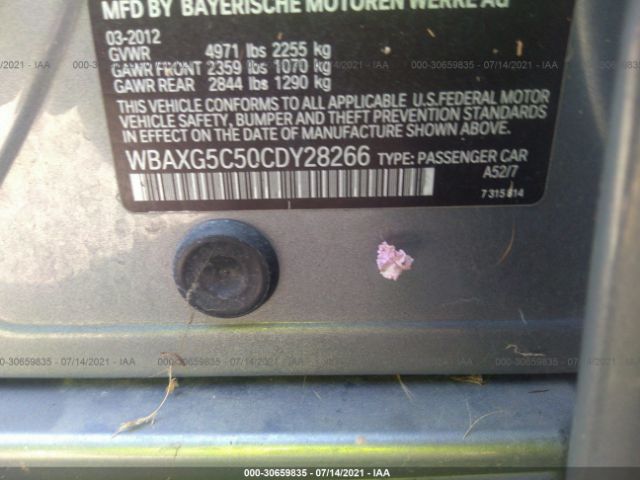 MFD BY BAYERISCHE MOTOREN WERKE AG
03-2012
GVWR 4971 lbs 2255 kg
GAWR FRONT 2359 lbs 1070 kg
GAWR REAR 2844 lbs 1290 kg
THIS VEHICLE CONFORMS TO ALL APPLICABLE U.S.FEDERAL MOTOR
VEHICLE SAFETY, BUMPER AND THEFT PREVENTION STANDARDS
IN EFFECT ON THE DATE OF MANUFACTURE SHOWN ABOVE.
WBAXG5C50CDY28266 TYPE: PASSENGER CAR
A52/7
7315814
000-30659835 - 07/14/2021 - IAA